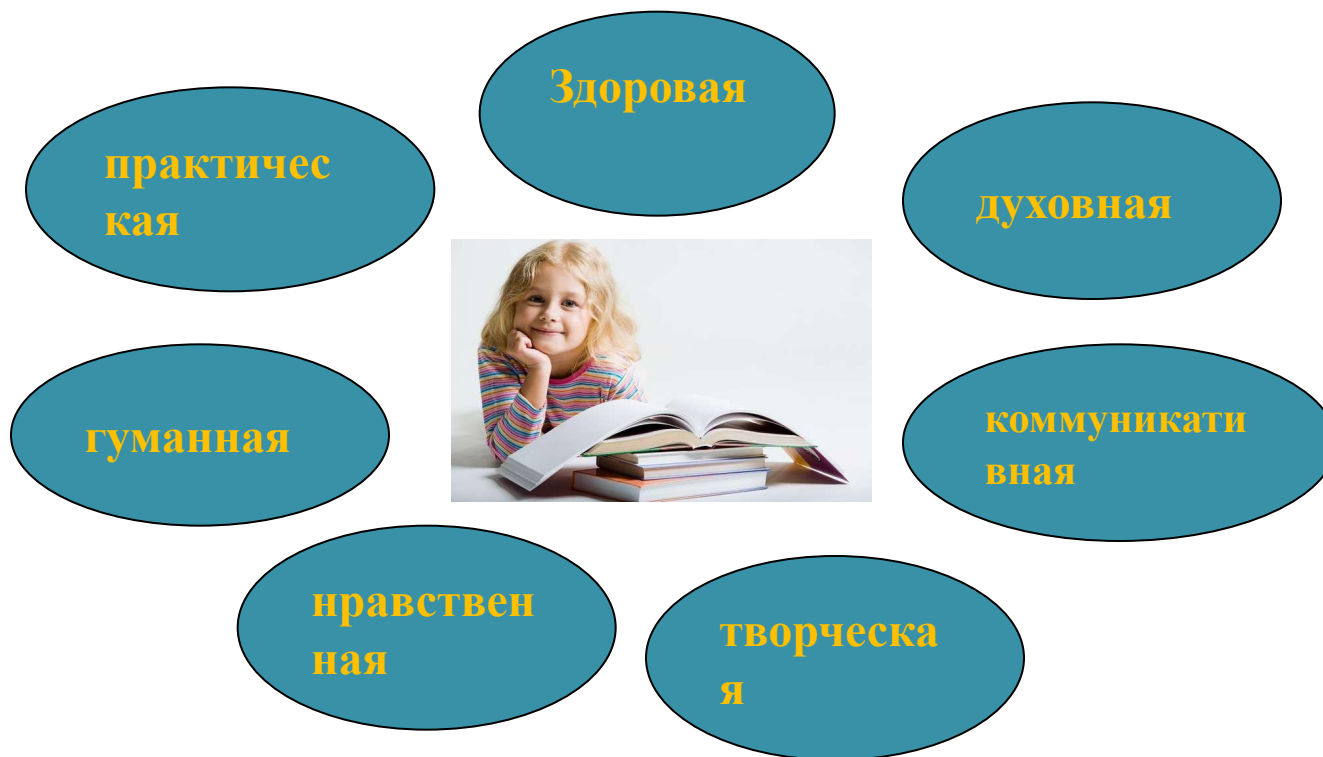 Здоровая
практичес
кая
духовная
гуманная
коммуникати
вная
нравствен
ная
творческа
я